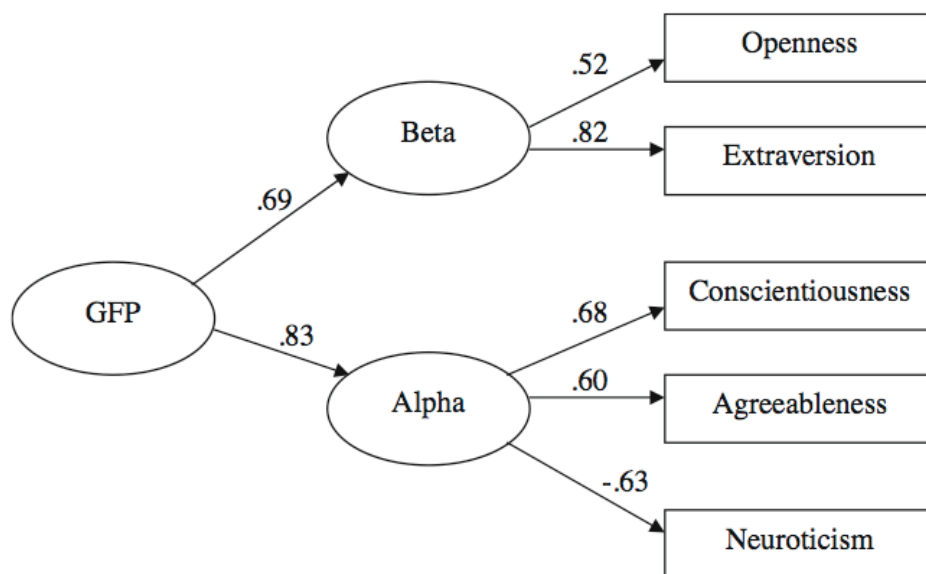 Openness
.52
Beta
.82
Extraversion
.69
GFP
Conscientiousness
.68
.83
.60
Alpha
Agreeableness
-.63
Neuroticism